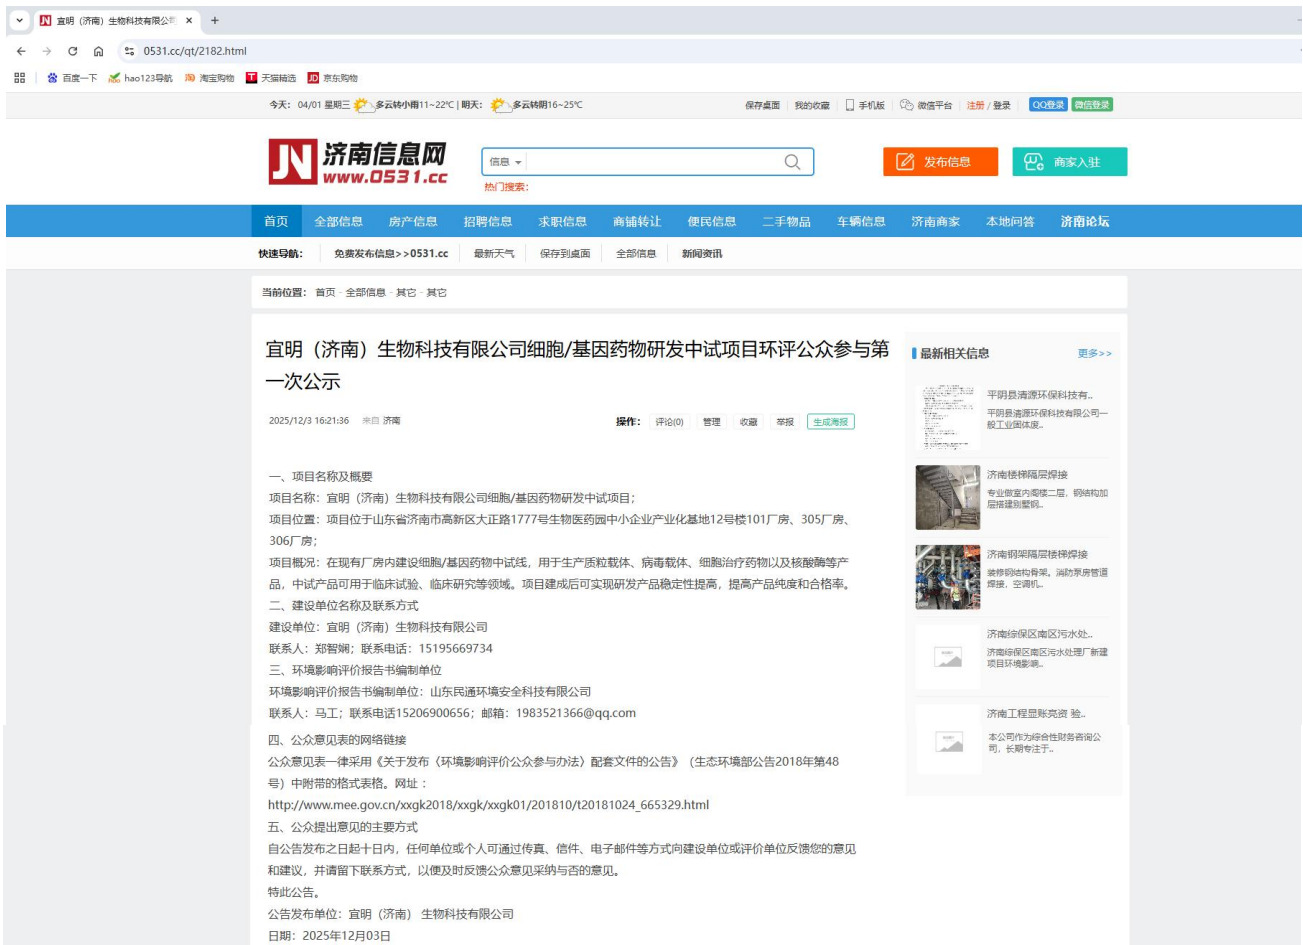 宜明（济南）生物科技有限公司
0531.cc/qt/2182.html
百度一下 hao123导航 淘宝购物 天猫精选 京东购物
今天： 04/01 星期三 多云转小雨11~22℃ | 明天： 多云转阴16~25℃ 保存桌面 我的收藏 手机版 微信平台 注册 / 登录 QQ登录 微信登录
济南信息网
www.0531.cc
信息 发布信息 商家入驻
热门搜索：
首页 全部信息 房产信息 招聘信息 求职信息 商铺转让 便民信息 二手物品 车辆信息 济南商家 本地问答 济南论坛
快速导航： 免费发布信息>>0531.cc 最新天气 保存到桌面 全部信息 新闻资讯
当前位置： 首页 - 全部信息 - 其它 - 其它
宜明（济南）生物科技有限公司细胞/基因药物研发中试项目环评公众参与第
一次公示
2025/12/3 16:21:36 来自 济南 操作： 评论(0) 管理 收藏 举报 生成海报
一、项目名称及概要
项目名称：宜明（济南）生物科技有限公司细胞/基因药物研发中试项目；
项目位置：项目位于山东省济南市高新区大正路1777号生物医药园中小企业产业化基地12号楼101厂房、305厂房、
306厂房；
项目概况：在现有厂房内建设细胞/基因药物中试线，用于生产质粒载体、病毒载体、细胞治疗药物以及核酸酶等产
品，中试产品可用于临床试验、临床研究等领域。项目建成后可实现研发产品稳定性提高，提高产品纯度和合格率。
二、建设单位名称及联系方式
建设单位：宜明（济南）生物科技有限公司
联系人：郑智娴；联系电话：15195669734
三、环境影响评价报告书编制单位
环境影响评价报告书编制单位：山东民通环境安全科技有限公司
联系人：马工；联系电话15206900656；邮箱：1983521366@qq.com
四、公众意见表的网络链接
公众意见表一律采用《关于发布〈环境影响评价公众参与办法〉配套文件的公告》（生态环境部公告2018年第48
号）中附带的格式表格。网址：
http://www.mee.gov.cn/xxgk2018/xxgk/xxgk01/201810/t20181024_665329.html
五、公众提出意见的主要方式
自公告发布之日起十日内，任何单位或个人可通过传真、信件、电子邮件等方式向建设单位或评价单位反馈您的意见
和建议，并请留下联系方式，以便及时反馈公众意见采纳与否的意见。
特此公告。
公告发布单位：宜明（济南） 生物科技有限公司
日期：2025年12月03日
最新相关信息 更多>>
平阴县清源环保科技有..
平阴县清源环保科技有限公司一
般工业固体废..
济南楼梯隔层焊接
专业做室内阁楼二层，钢结构加
层搭建别墅钢..
济南钢架隔层楼梯焊接
装修钢结构骨架。消防泵房管道
焊接，空调机..
济南综保区南区污水处..
济南综保区南区污水处理厂新建
项目环境影响..
济南工程显账亮资 验..
本公司作为综合性财务咨询公
司，长期专注于..